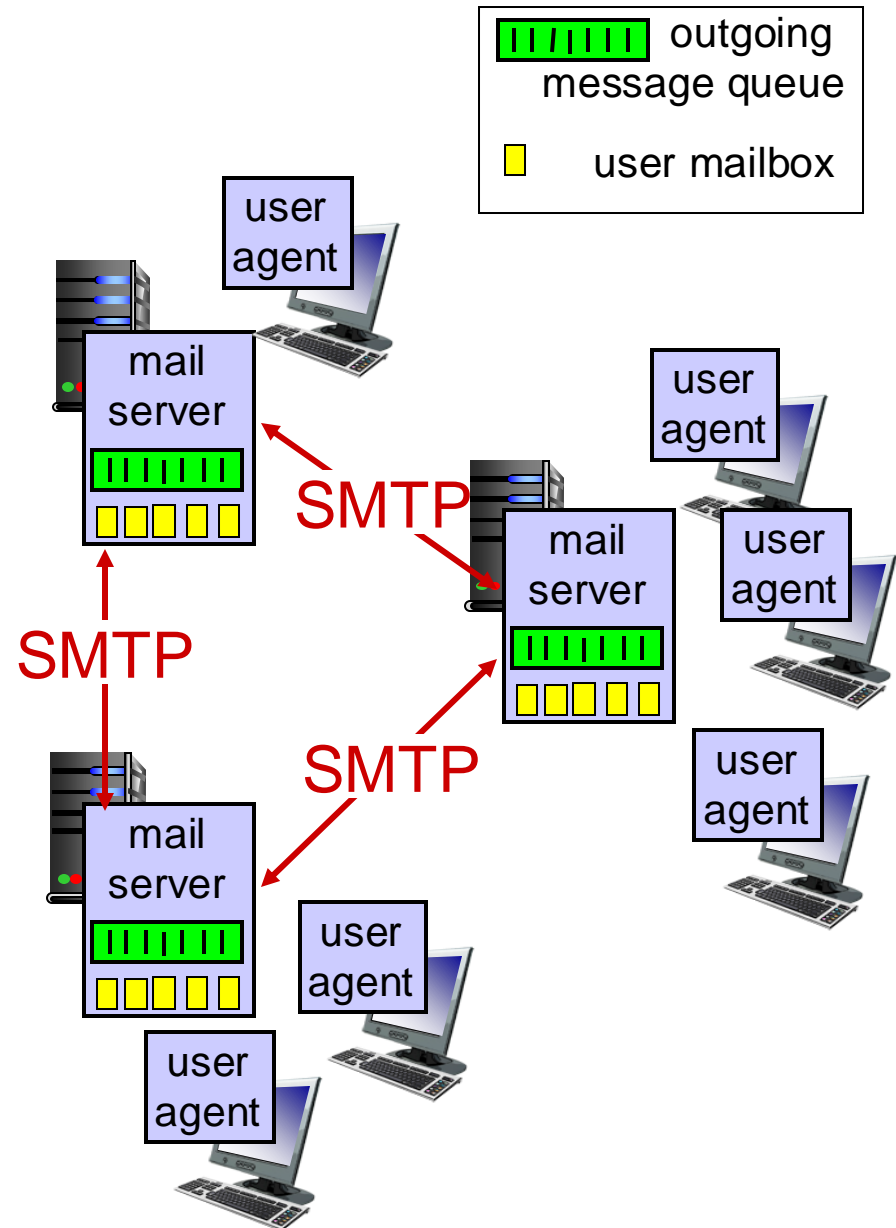 outgoing
message queue
user mailbox
user
agent
mail
server
SMTP
user
agent
mail
server
user
agent
SMTP
SMTP
user
agent
mail
server
user
agent
user
agent